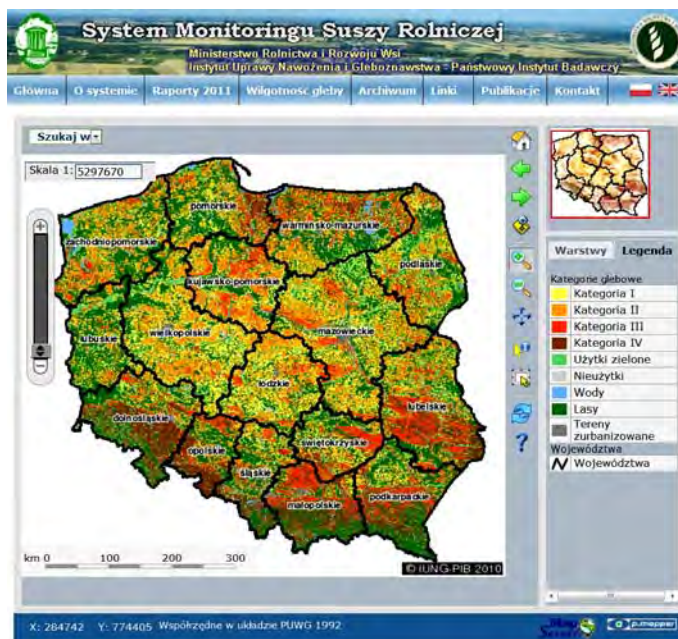 System Monitoringu Suszy Rolniczej
Ministerstwo Rolnictwa i Rozwoju Wsi
Instytut Uprawy Nawożenia i Gleboznawstwa - Państwowy Instytut Badawczy
Główna O systemie Raporty 2011 Wilgotność gleby Archiwum Linki Publikacje Kontakt
Szukaj w
Skala 1: 5297670
pomorskie
warmińsko-mazurskie
zachodniopomorskie
podlaskie
kujawsko-pomorskie
mazowieckie
wielkopolskie
lubuskie
łódzkie
lubelskie
dolnośląskie
świętokrzyskie
opolskie
śląskie
podkarpackie
małopolskie
km 0 100 200 300
© IUNG-PIB 2010
Warstwy Legenda
Kategorie glebowe
Kategoria I
Kategoria II
Kategoria III
Kategoria IV
Użytki zielone
Nieużytki
Wody
Lasy
Tereny
zurbanizowane
Województwa
Województwa
X: 284742 Y: 774405 Współrzędne w układzie PUWG 1992
p.mapper